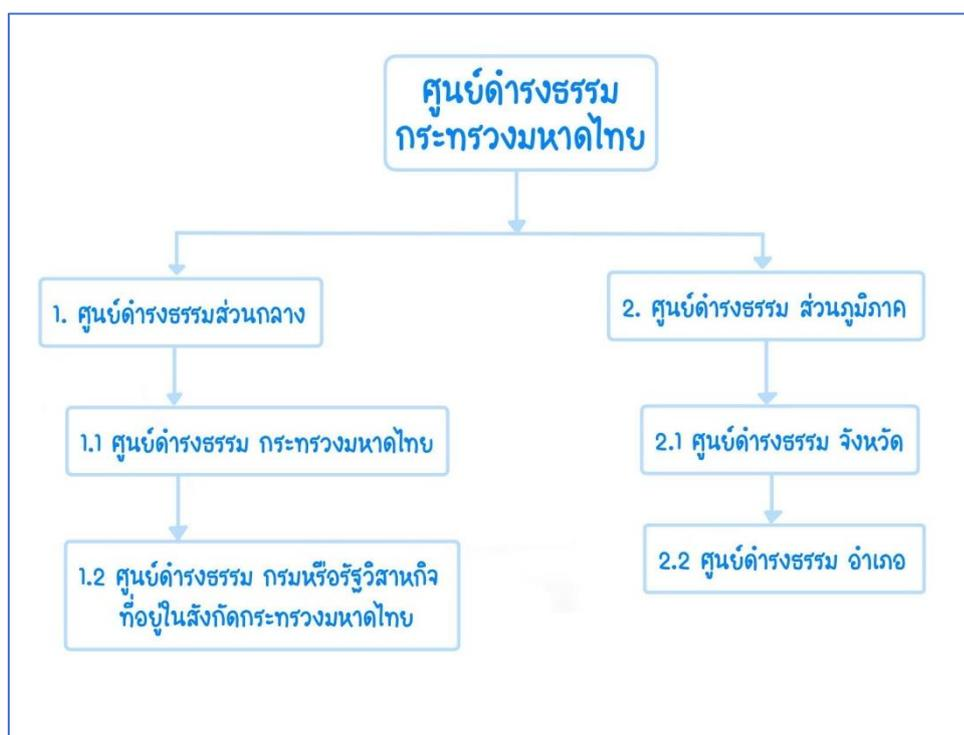 ศูนย์ดำรงธรรม
กระทรวงมหาดไทย
1. ศูนย์ดำรงธรรมส่วนกลาง
2. ศูนย์ดำรงธรรม ส่วนภูมิภาค
1.1 ศูนย์ดำรงธรรม กระทรวงมหาดไทย
2.1 ศูนย์ดำรงธรรม จังหวัด
1.2 ศูนย์ดำรงธรรม กรมหรือรัฐวิสาหกิจ
ที่อยู่ในสังกัดกระทรวงมหาดไทย
2.2 ศูนย์ดำรงธรรม อำเภอ